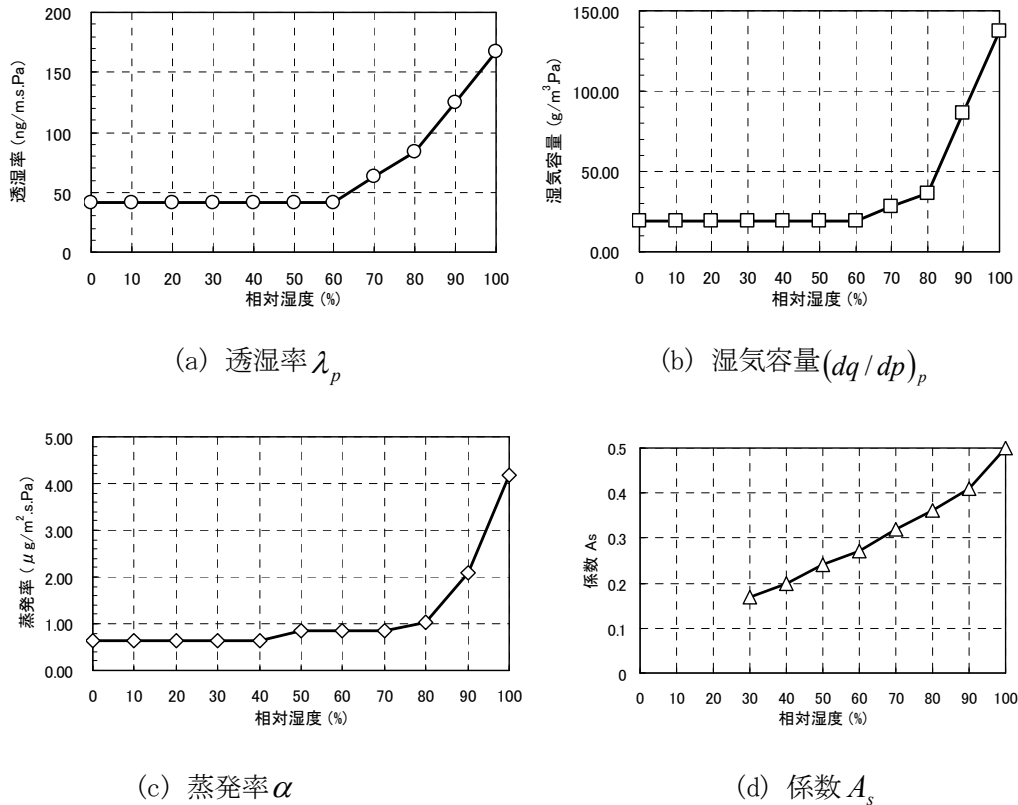 透湿率 (ng/m.s.Pa)
200
150
100
50
0
0 10 20 30 40 50 60 70 80 90 100
相対湿度 (%)
(a) 透湿率 λp
湿気容量 (g/m³.Pa)
150.00
100.00
50.00
0.00
0 10 20 30 40 50 60 70 80 90 100
相対湿度 (%)
(b) 湿気容量 (dq / dp)p
蒸発率 (μg/m².s.Pa)
5.00
4.00
3.00
2.00
1.00
0.00
0 10 20 30 40 50 60 70 80 90 100
相対湿度 (%)
(c) 蒸発率 α
係数 As
0.5
0.4
0.3
0.2
0.1
0
0 10 20 30 40 50 60 70 80 90 100
相対湿度 (%)
(d) 係数 As